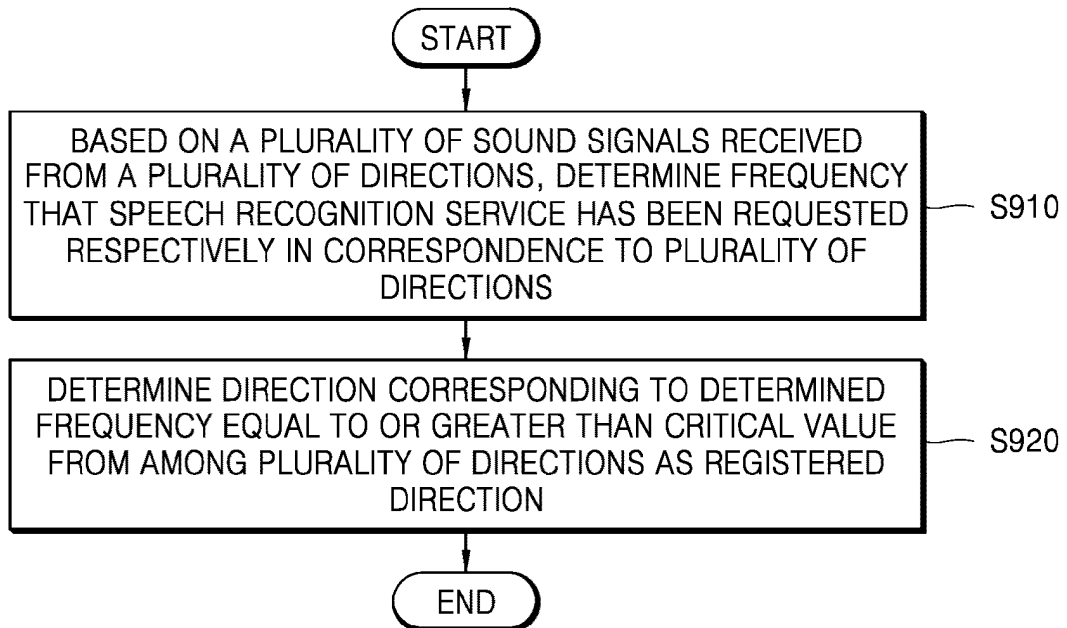 START
BASED ON A PLURALITY OF SOUND SIGNALS RECEIVED
FROM A PLURALITY OF DIRECTIONS, DETERMINE FREQUENCY
THAT SPEECH RECOGNITION SERVICE HAS BEEN REQUESTED
RESPECTIVELY IN CORRESPONDENCE TO PLURALITY OF
DIRECTIONS
S910
DETERMINE DIRECTION CORRESPONDING TO DETERMINED
FREQUENCY EQUAL TO OR GREATER THAN CRITICAL VALUE
FROM AMONG PLURALITY OF DIRECTIONS AS REGISTERED
DIRECTION
S920
END